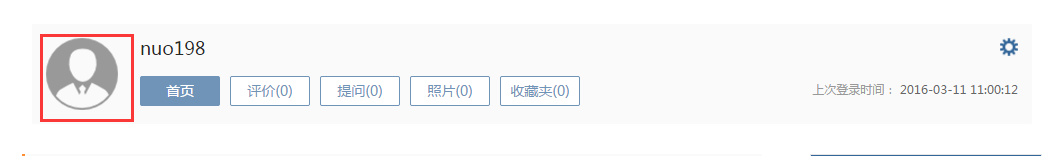 nuo198
首页 评价(0) 提问(0) 照片(0) 收藏夹(0)
上次登录时间： 2016-03-11 11:00:12